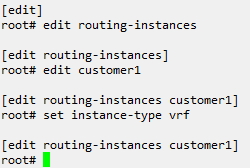 [edit]
root# edit routing-instances
[edit routing-instances]
root# edit customer1
[edit routing-instances customer1]
root# set instance-type vrf
[edit routing-instances customer1]
root#